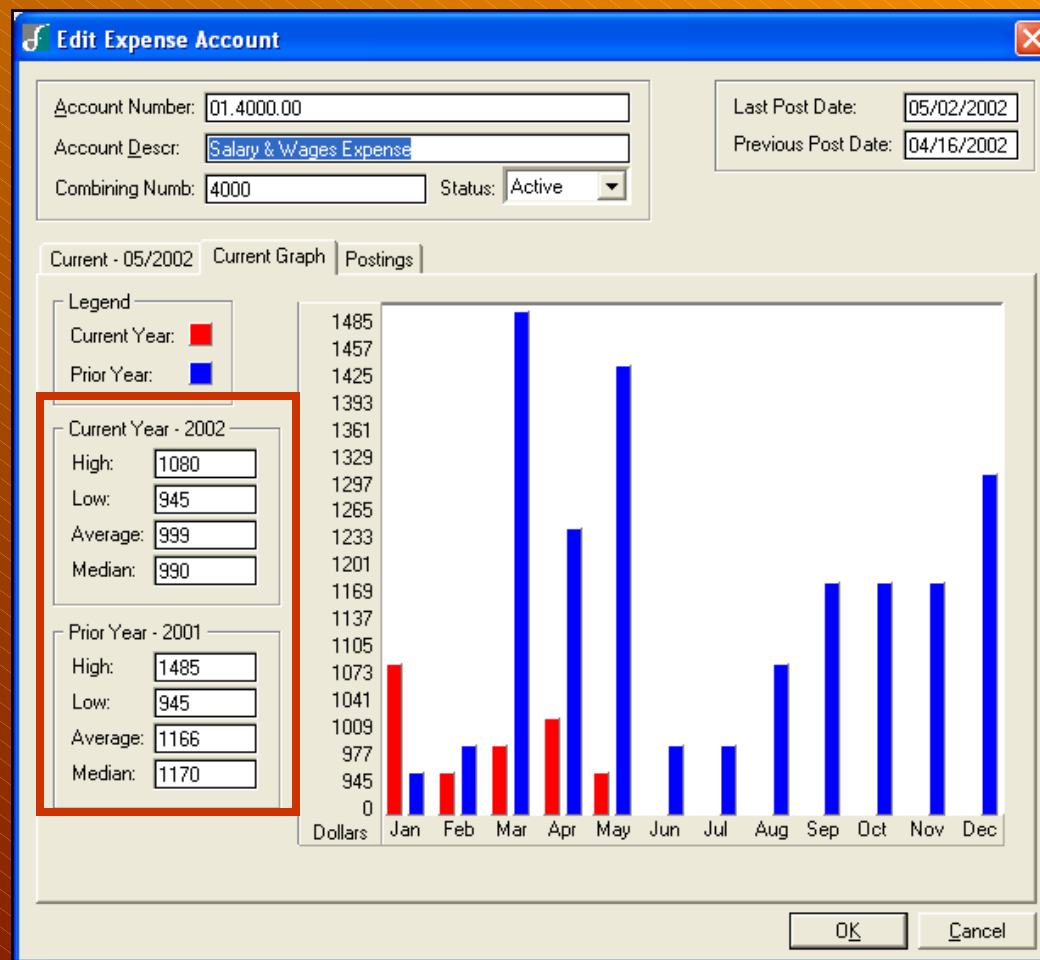 Edit Expense Account
Account Number: 01.4000.00
Account Descr: Salary & Wages Expense
Combining Numb: 4000 Status: Active
Last Post Date: 05/02/2002
Previous Post Date: 04/16/2002
Current - 05/2002 Current Graph Postings
Legend
Current Year:
Prior Year:
Current Year - 2002
High: 1080
Low: 945
Average: 999
Median: 990
Prior Year - 2001
High: 1485
Low: 945
Average: 1166
Median: 1170
1485
1457
1425
1393
1361
1329
1297
1265
1233
1201
1169
1137
1105
1073
1041
1009
977
945
0
Dollars Jan Feb Mar Apr May Jun Jul Aug Sep Oct Nov Dec
OK Cancel